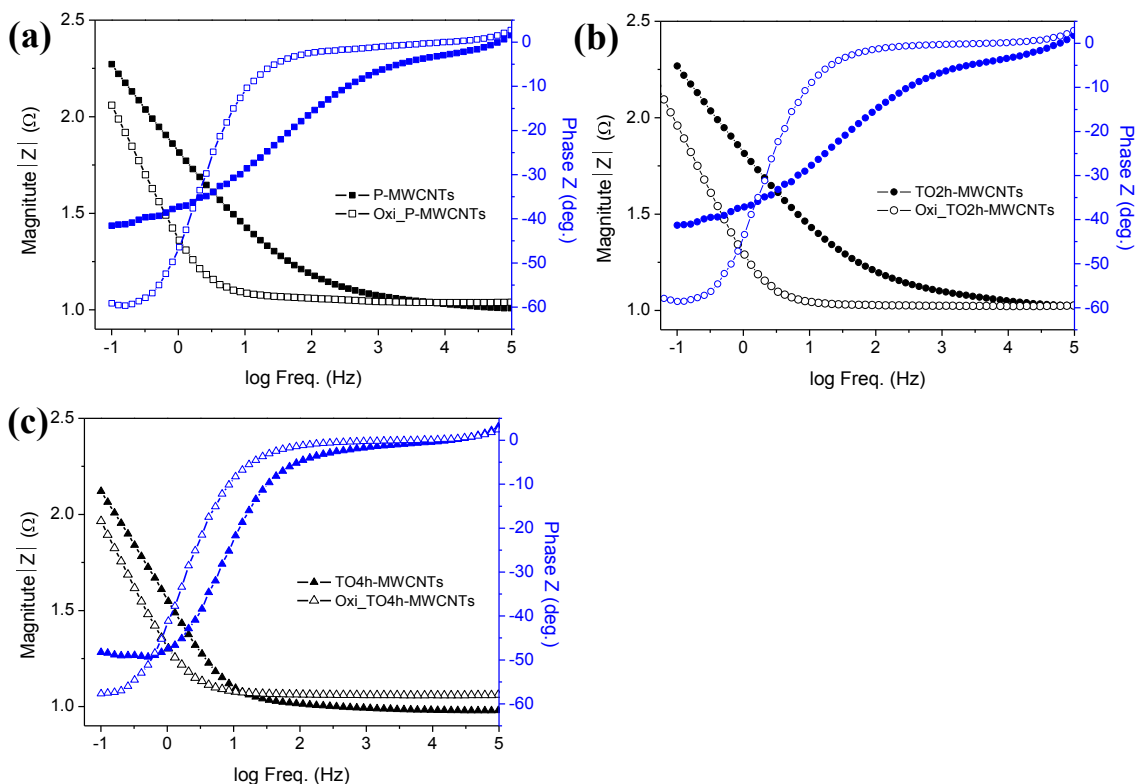 (a)
2.5
2.0
1.5
1.0
Magnitute|Z| (Ω)
-1 0 1 2 3 4 5
log Freq. (Hz)
0
-10
-20
-30
-40
-50
-60
Phase Z (deg.)
P-MWCNTs
Oxi_P-MWCNTs
(b)
2.5
2.0
1.5
1.0
Magnitute|Z| (Ω)
-1 0 1 2 3 4 5
log Freq. (Hz)
0
-10
-20
-30
-40
-50
-60
Phase Z (deg.)
TO2h-MWCNTs
Oxi_TO2h-MWCNTs
(c)
2.5
2.0
1.5
1.0
Magnitute|Z| (Ω)
-1 0 1 2 3 4 5
log Freq. (Hz)
0
-10
-20
-30
-40
-50
-60
Phase Z (deg.)
TO4h-MWCNTs
Oxi_TO4h-MWCNTs